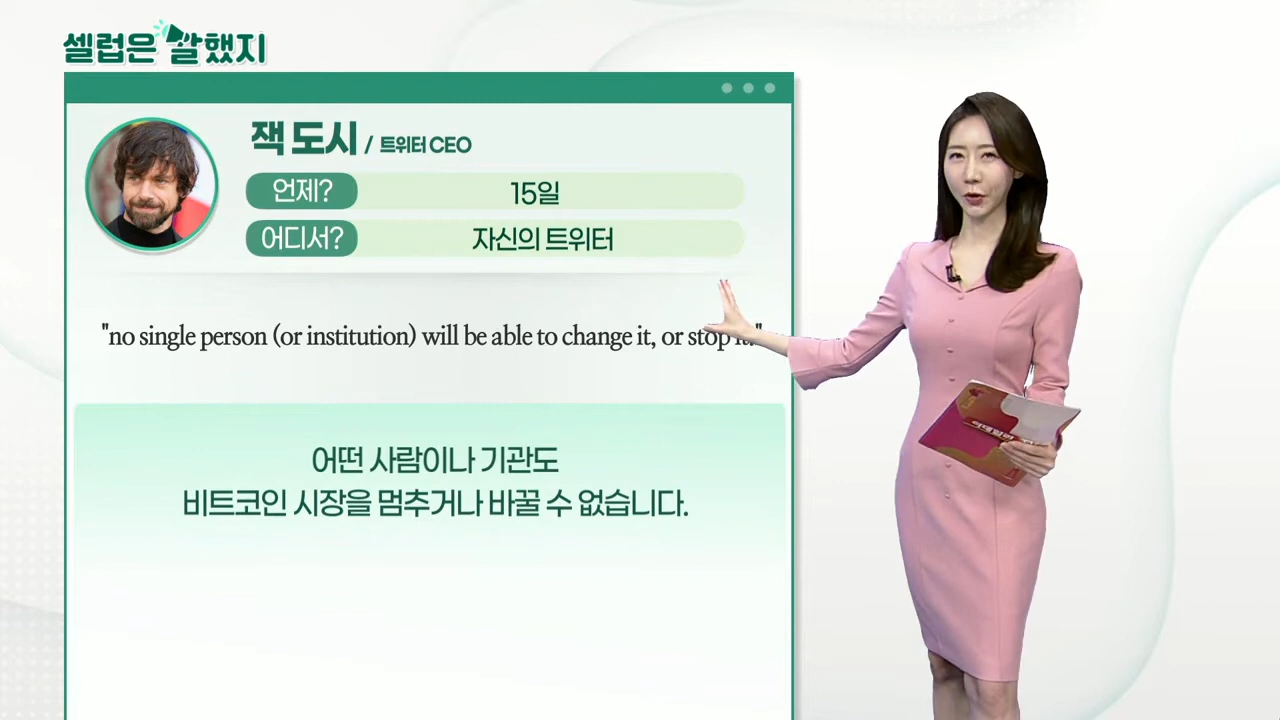 셀럽은 말했지
잭 도시 / 트위터 CEO
언제? 15일
어디서? 자신의 트위터
"no single person (or institution) will be able to change it, or stop it."
어떤 사람이나 기관도
비트코인 시장을 멈추거나 바꿀 수 없습니다.